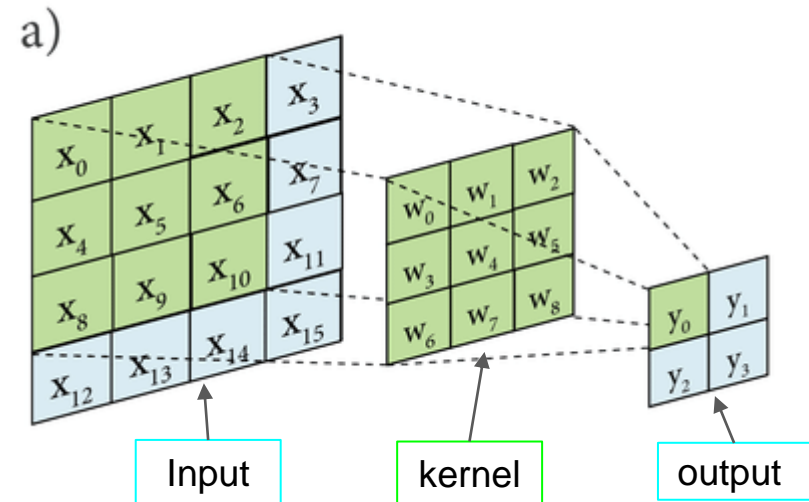 a)
x₀ x₁ x₂ x₃
x₄ x₅ x₆ x₇
x₈ x₉ x₁₀ x₁₁
x₁₂ x₁₃ x₁₄ x₁₅
w₀ w₁ w₂
w₃ w₄ w₅
w₆ w₇ w₈
y₀ y₁
y₂ y₃
Input
kernel
output